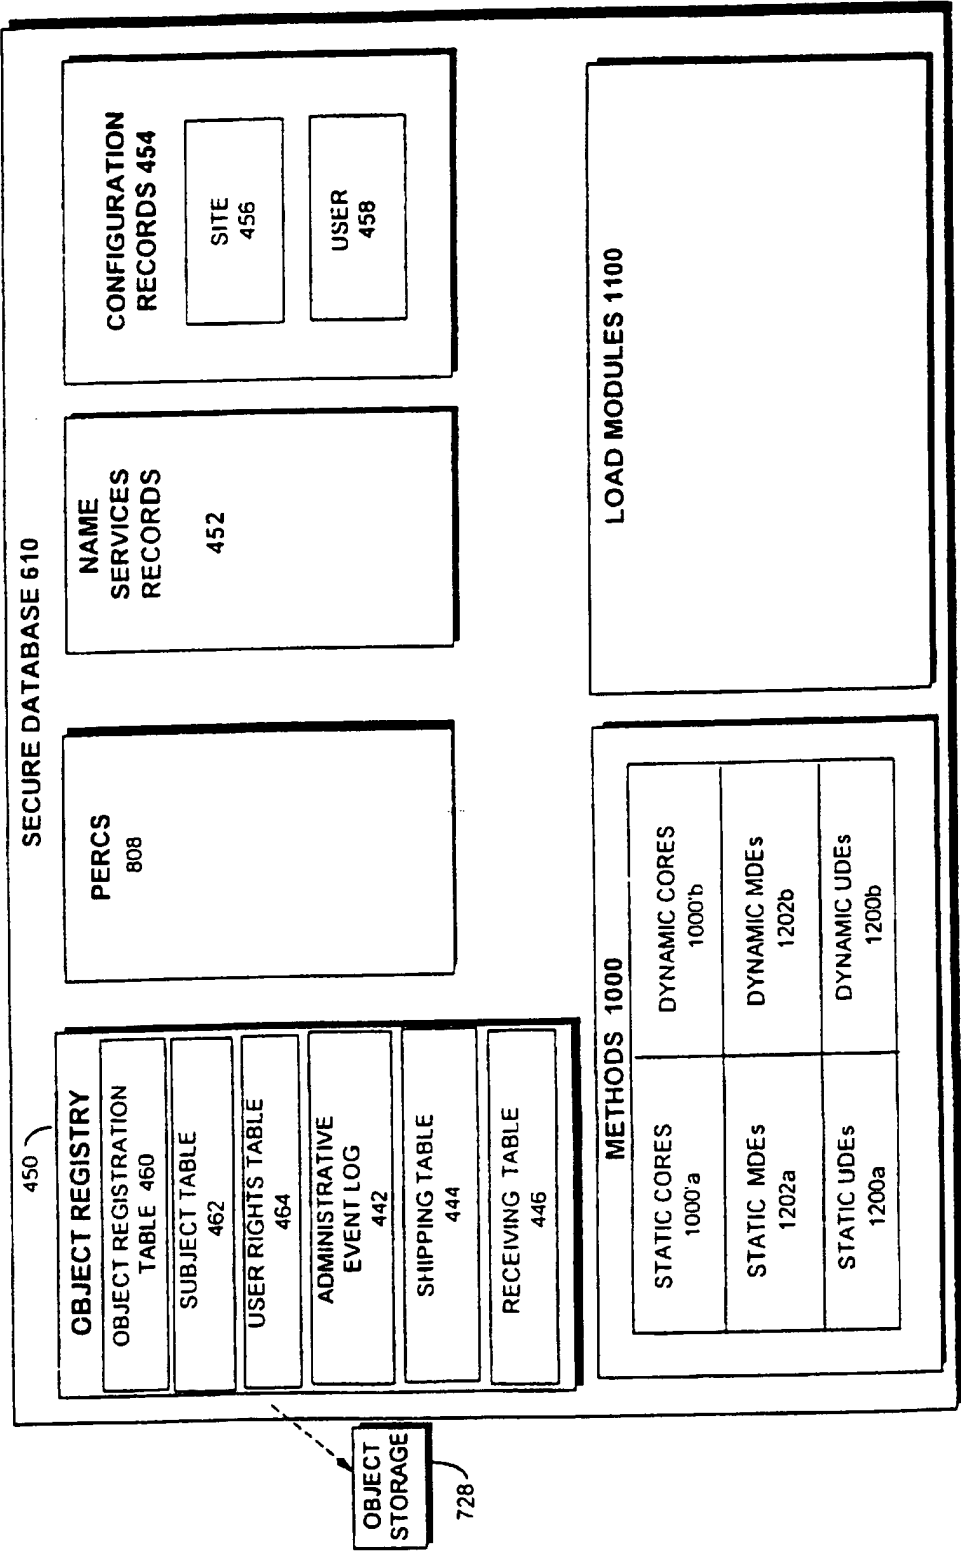 SECURE DATABASE 610
450
OBJECT REGISTRY
OBJECT REGISTRATION
TABLE 460
SUBJECT TABLE
462
USER RIGHTS TABLE
464
ADMINISTRATIVE
EVENT LOG
442
SHIPPING TABLE
444
RECEIVING TABLE
446
PERCS
808
NAME
SERVICES
RECORDS
452
CONFIGURATION
RECORDS 454
SITE
456
USER
458
OBJECT
STORAGE
728
METHODS 1000
STATIC CORES
1000'a
DYNAMIC CORES
1000'b
STATIC MDEs
1202a
DYNAMIC MDEs
1202b
STATIC UDEs
1200a
DYNAMIC UDEs
1200b
LOAD MODULES 1100